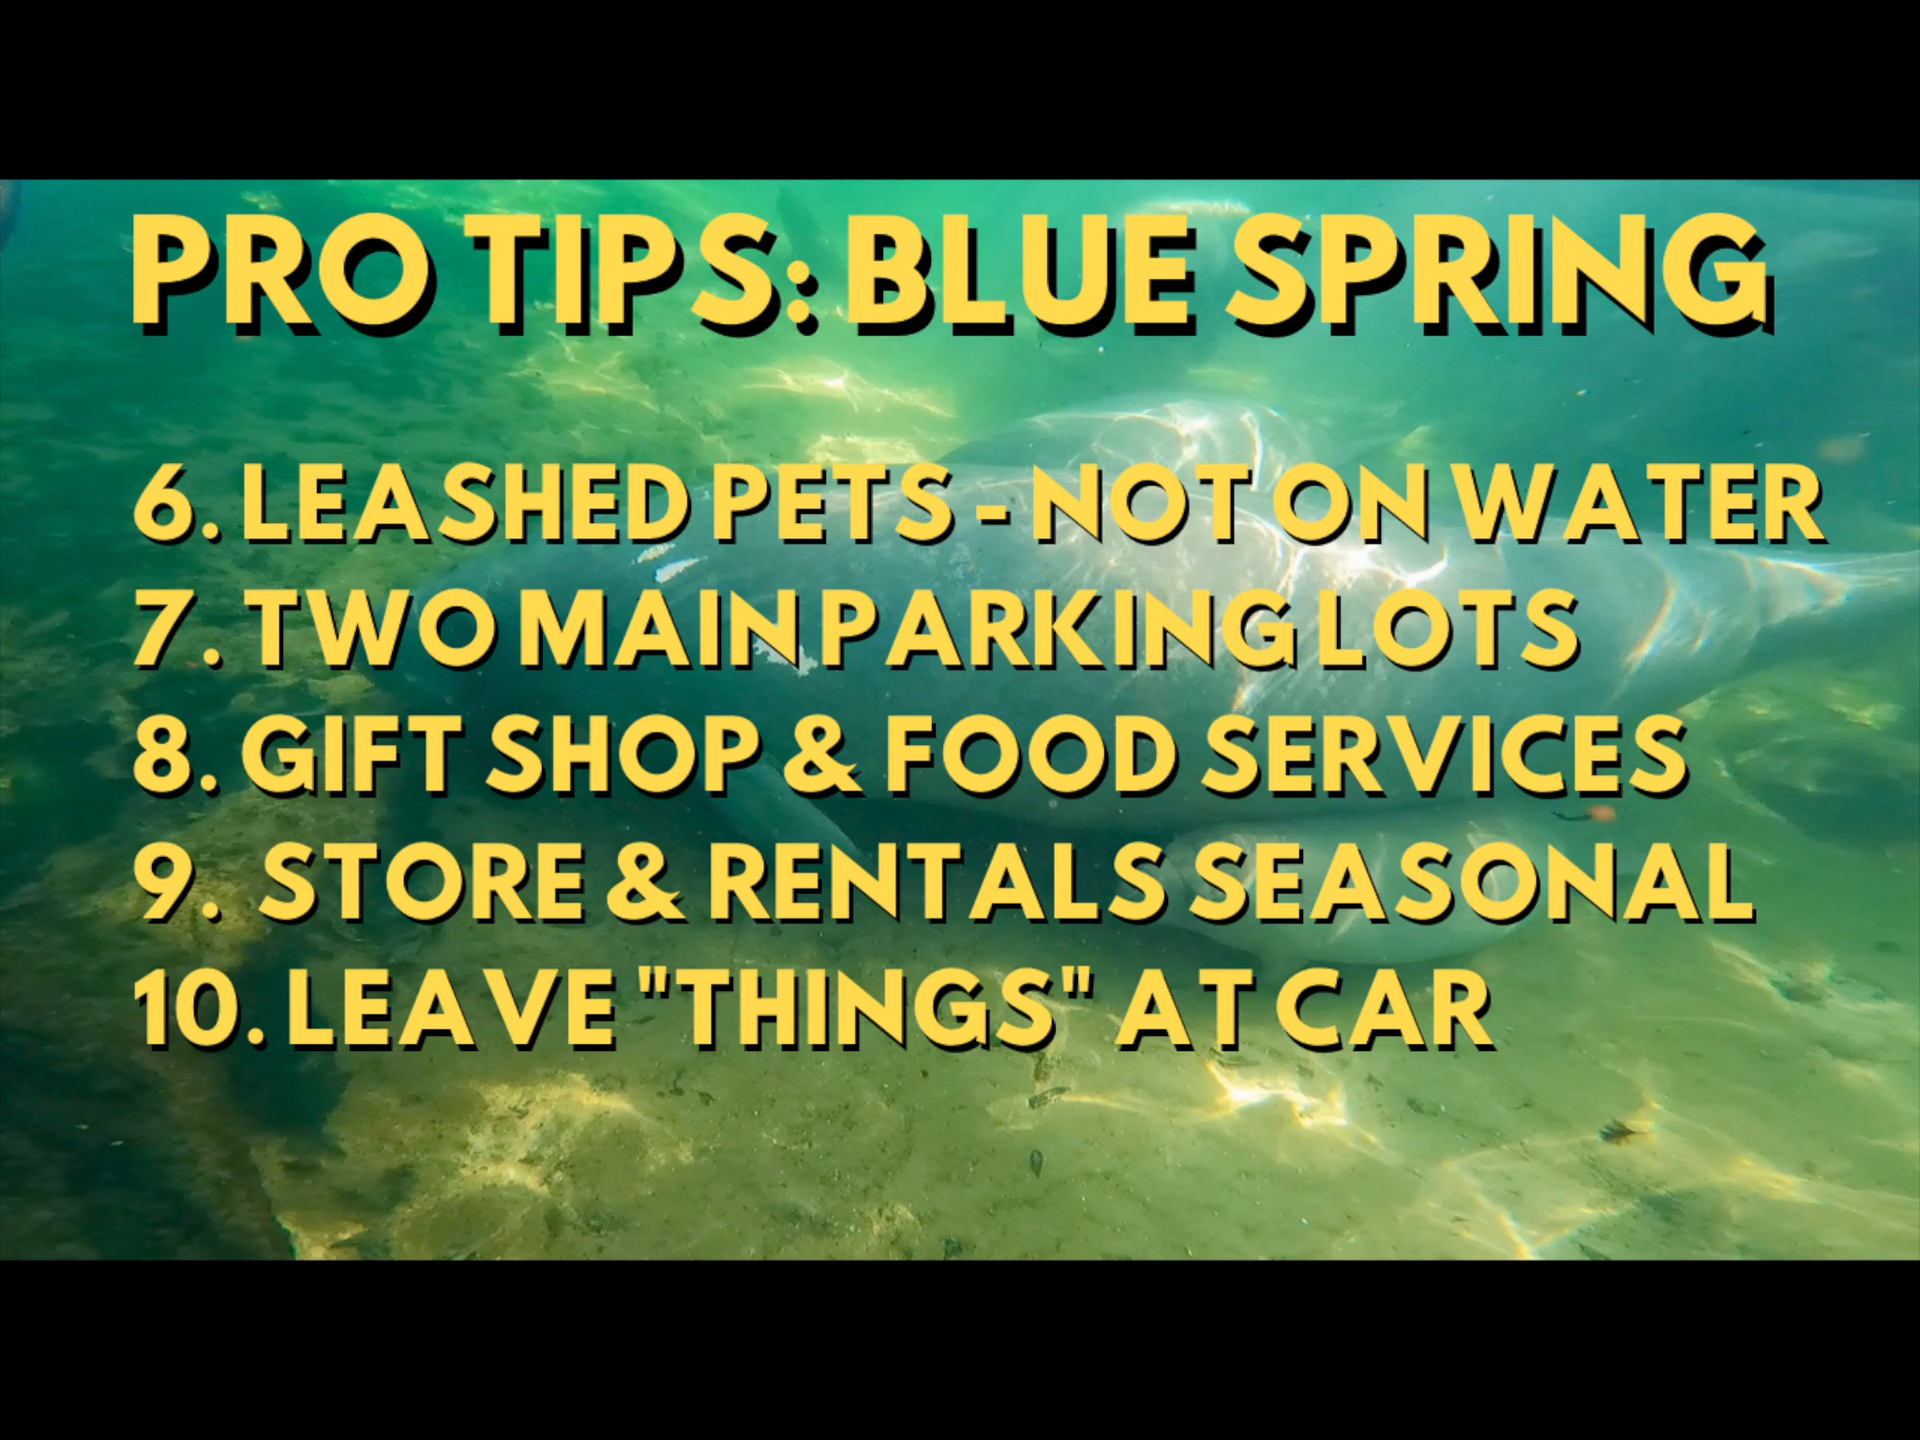 PRO TIPS: BLUE SPRING
6. LEASHED PETS - NOT ON WATER
7. TWO MAIN PARKING LOTS
8. GIFT SHOP & FOOD SERVICES
9. STORE & RENTALS SEASONAL
10. LEAVE "THINGS" AT CAR